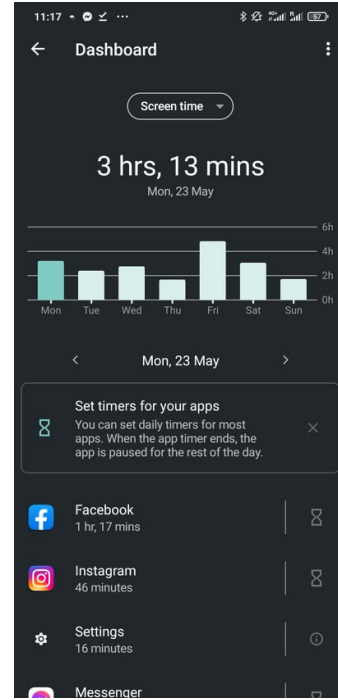 11:17
57
Dashboard
Screen time
3 hrs, 13 mins
Mon, 23 May
6h
4h
2h
0h
Mon Tue Wed Thu Fri Sat Sun
Mon, 23 May
Set timers for your apps
You can set daily timers for most
apps. When the app timer ends, the
app is paused for the rest of the day.
Facebook
1 hr, 17 mins
Instagram
46 minutes
Settings
16 minutes
Messenger